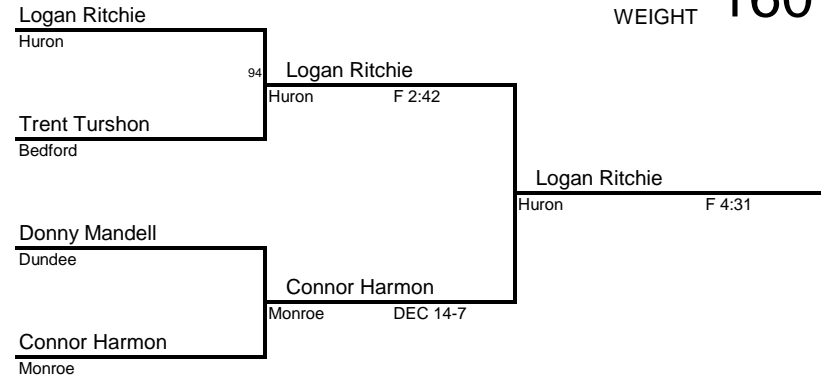 WEIGHT 160
Logan Ritchie
Huron
94
Logan Ritchie
Huron F 2:42
Trent Turshon
Bedford
Logan Ritchie
Huron F 4:31
Donny Mandell
Dundee
Connor Harmon
Monroe DEC 14-7
Connor Harmon
Monroe